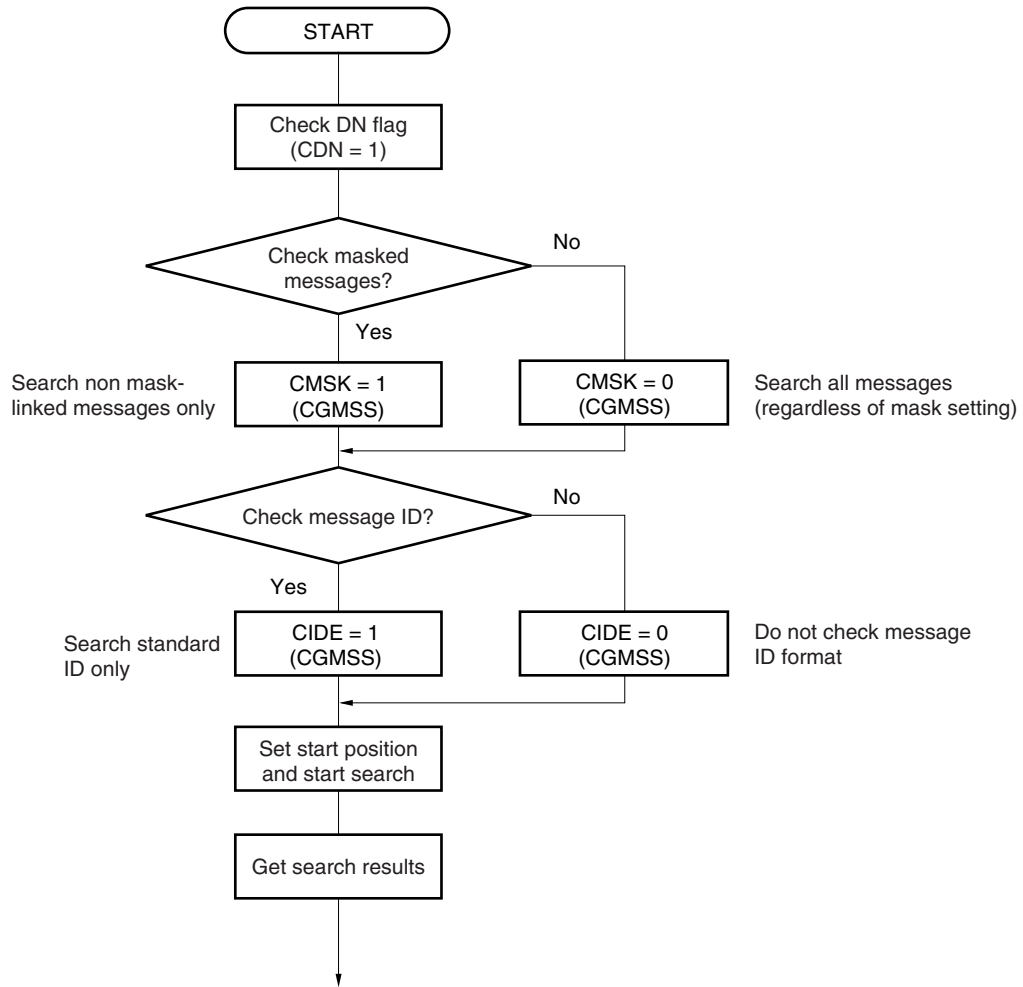 START
Check DN flag
(CDN = 1)
Check masked
messages?
No
Yes
Search non mask-
linked messages only
CMSK = 1
(CGMSS)
CMSK = 0
(CGMSS)
Search all messages
(regardless of mask setting)
Check message ID?
No
Yes
Search standard
ID only
CIDE = 1
(CGMSS)
CIDE = 0
(CGMSS)
Do not check message
ID format
Set start position
and start search
Get search results